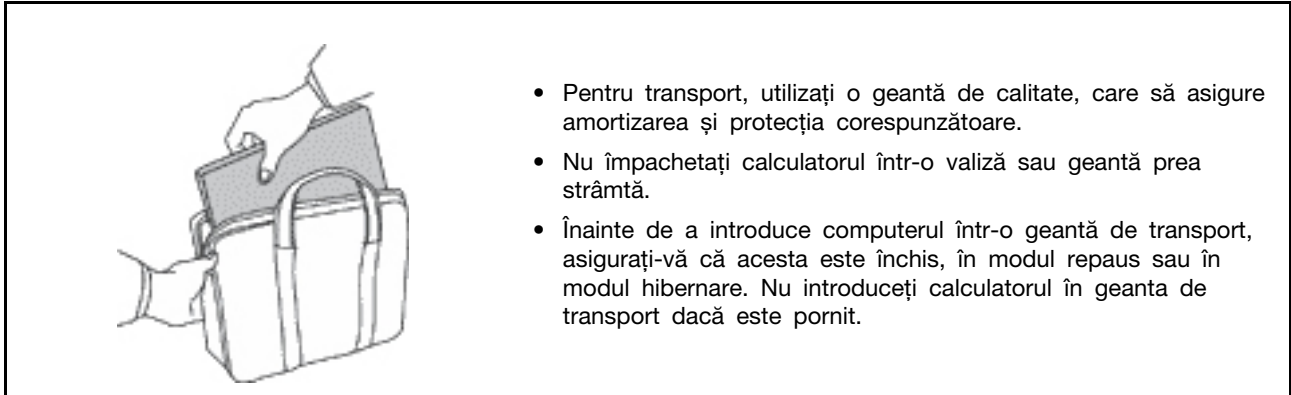 • Pentru transport, utilizați o geantă de calitate, care să asigure
amortizarea și protecția corespunzătoare.
• Nu împachetați calculatorul într-o valiză sau geantă prea
strâmtă.
• Înainte de a introduce computerul într-o geantă de transport,
asigurați-vă că acesta este închis, în modul repaus sau în
modul hibernare. Nu introduceți calculatorul în geanta de
transport dacă este pornit.